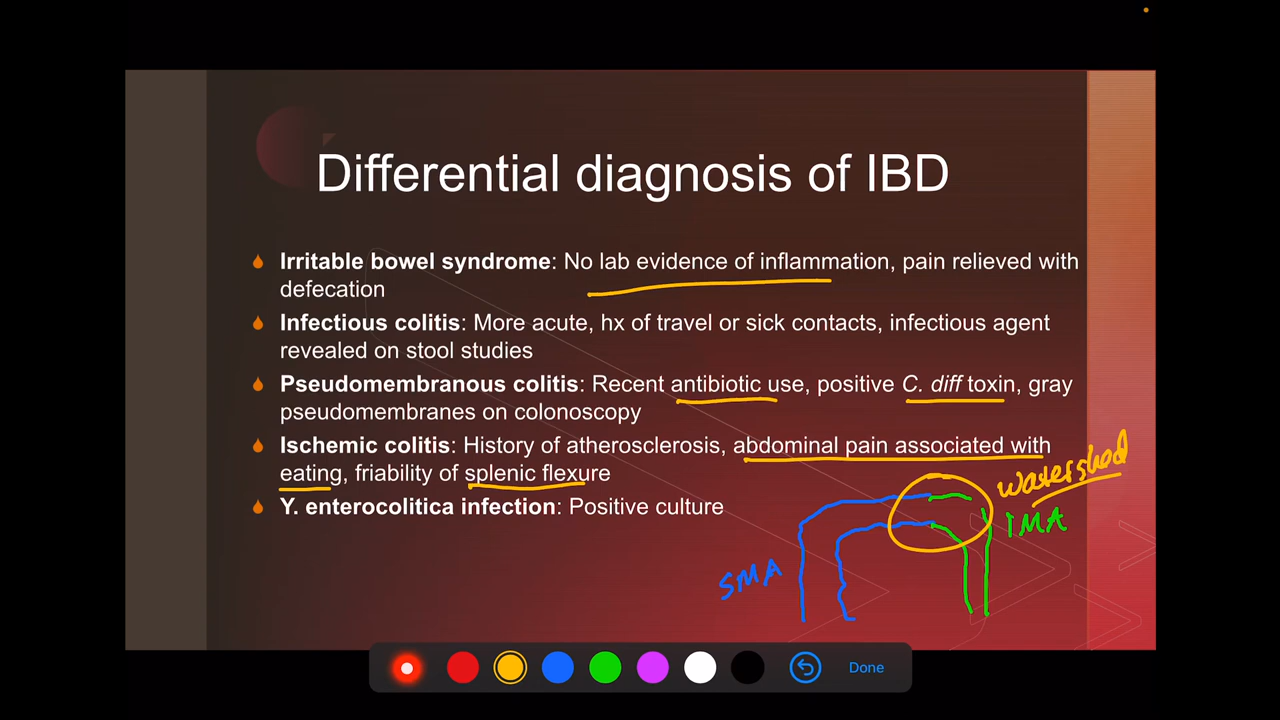 Differential diagnosis of IBD
Irritable bowel syndrome: No lab evidence of inflammation, pain relieved with
defecation
Infectious colitis: More acute, hx of travel or sick contacts, infectious agent
revealed on stool studies
Pseudomembranous colitis: Recent antibiotic use, positive C. diff toxin, gray
pseudomembranes on colonoscopy
Ischemic colitis: History of atherosclerosis, abdominal pain associated with
eating, friability of splenic flexure
Y. enterocolitica infection: Positive culture
watershed
IMA
SMA
Done